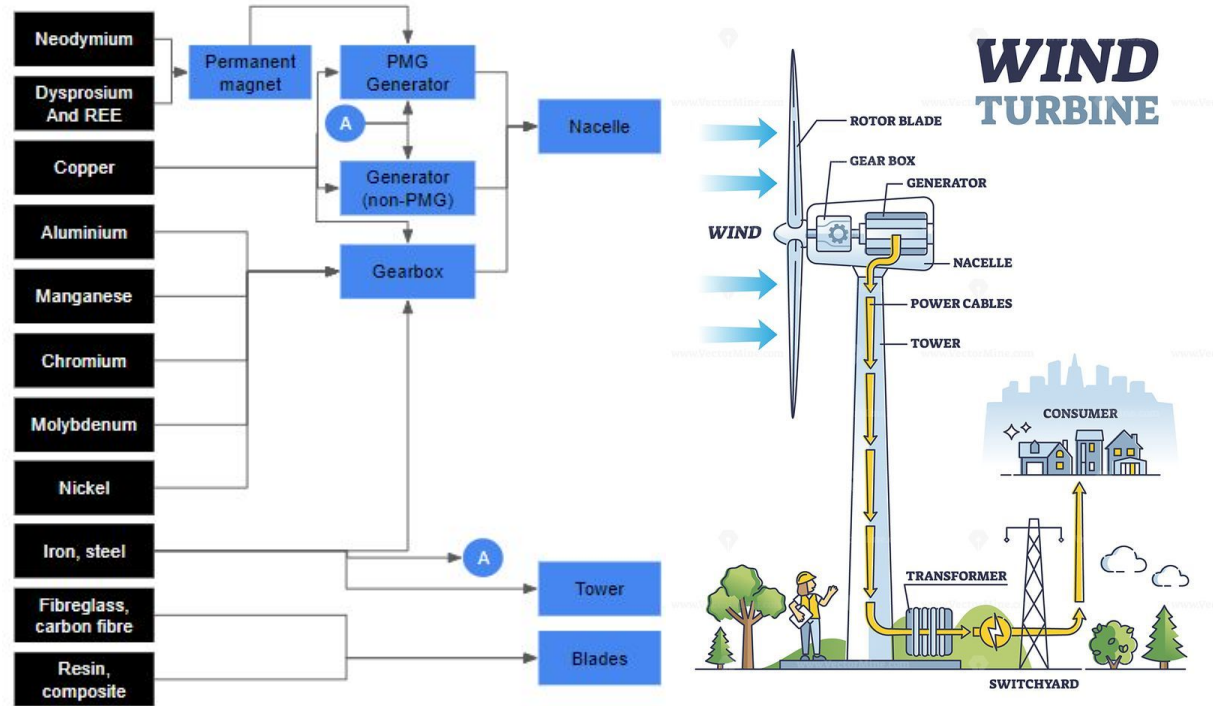 Neodymium
Dysprosium
And REE
Copper
Aluminium
Manganese
Chromium
Molybdenum
Nickel
Iron, steel
Fibreglass,
carbon fibre
Resin,
composite
Permanent
magnet
PMG
Generator
A
Generator
(non-PMG)
Gearbox
Nacelle
A
Tower
Blades
WIND
TURBINE
ROTOR BLADE
GEAR BOX
GENERATOR
WIND
NACELLE
POWER CABLES
TOWER
CONSUMER
TRANSFORMER
SWITCHYARD